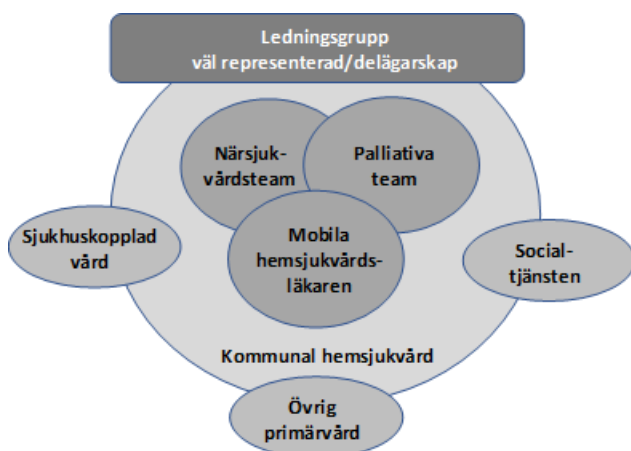 Ledningsgrupp
väl representerad/delägarskap
Närsjuk-
vårdsteam
Palliativa
team
Sjukhuskopplad
vård
Mobila
hemsjukvårds-
läkaren
Social-
tjänsten
Kommunal hemsjukvård
Övrig
primärvård